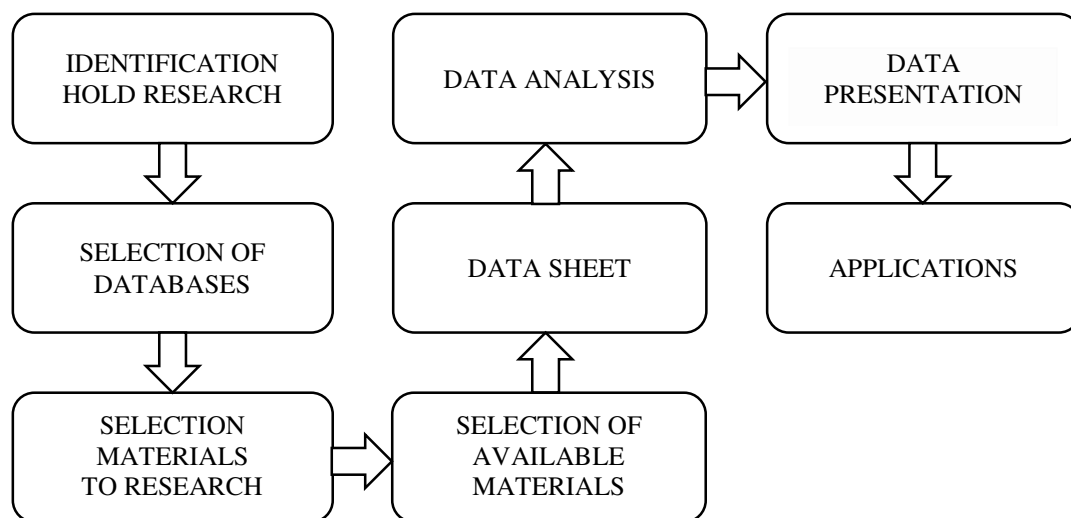 IDENTIFICATION
HOLD RESEARCH
SELECTION OF
DATABASES
SELECTION
MATERIALS
TO RESEARCH
SELECTION OF
AVAILABLE
MATERIALS
DATA SHEET
DATA ANALYSIS
DATA
PRESENTATION
APPLICATIONS